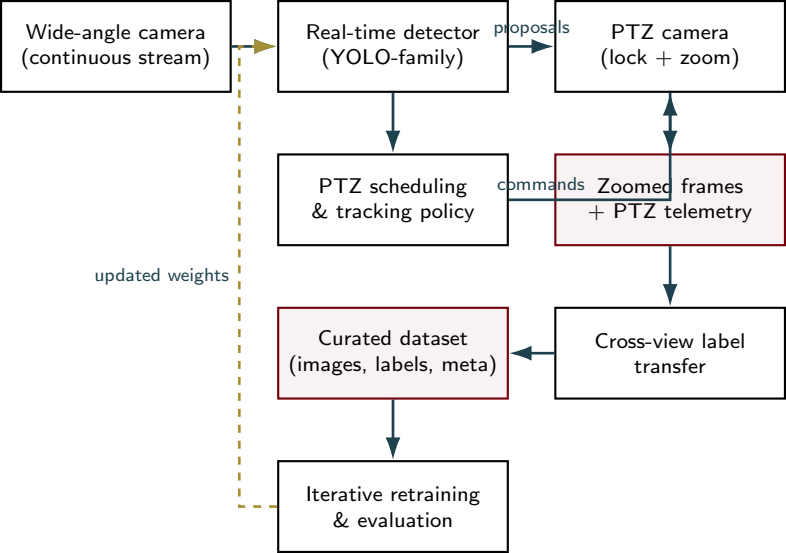 Wide-angle camera
(continuous stream)
Real-time detector
(YOLO-family)
proposals
PTZ camera
(lock + zoom)
PTZ scheduling
& tracking policy
commands
Zoomed frames
+ PTZ telemetry
updated weights
Curated dataset
(images, labels, meta)
Cross-view label
transfer
Iterative retraining
& evaluation